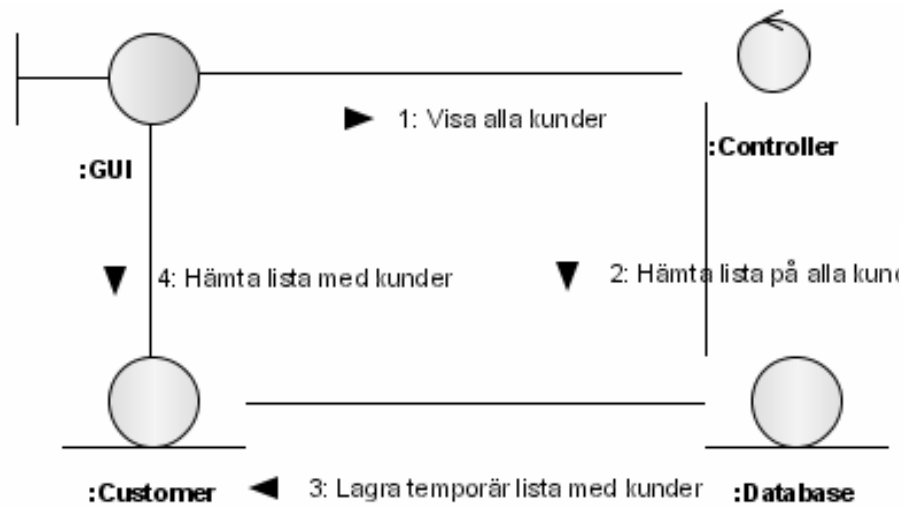 1: Visa alla kunder
:Controller
:GUI
4: Hämta lista med kunder
2: Hämta lista på alla kund
:Customer
3: Lagra temporär lista med kunder
:Database